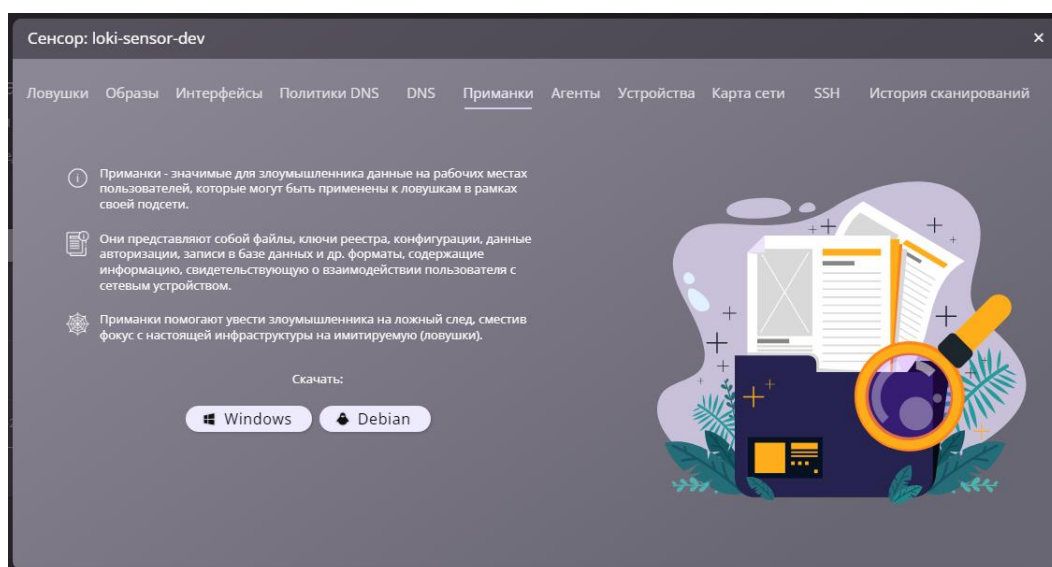 Сенсор: loki-sensor-dev
Ловушки Образы Интерфейсы Политики DNS DNS Приманки Агенты Устройства Карта сети SSH История сканирований
Приманки - значимые для злоумышленника данные на рабочих местах
пользователей, которые могут быть применены к ловушкам в рамках
своей подсети.
Они представляют собой файлы, ключи реестра, конфигурации, данные
авторизации, записи в базе данных и др. форматы, содержащие
информацию, свидетельствующую о взаимодействии пользователя с
сетевым устройством.
Приманки помогают увести злоумышленника на ложный след, сместив
фокус с настоящей инфраструктуры на имитируемую (ловушки).
Скачать:
Windows Debian